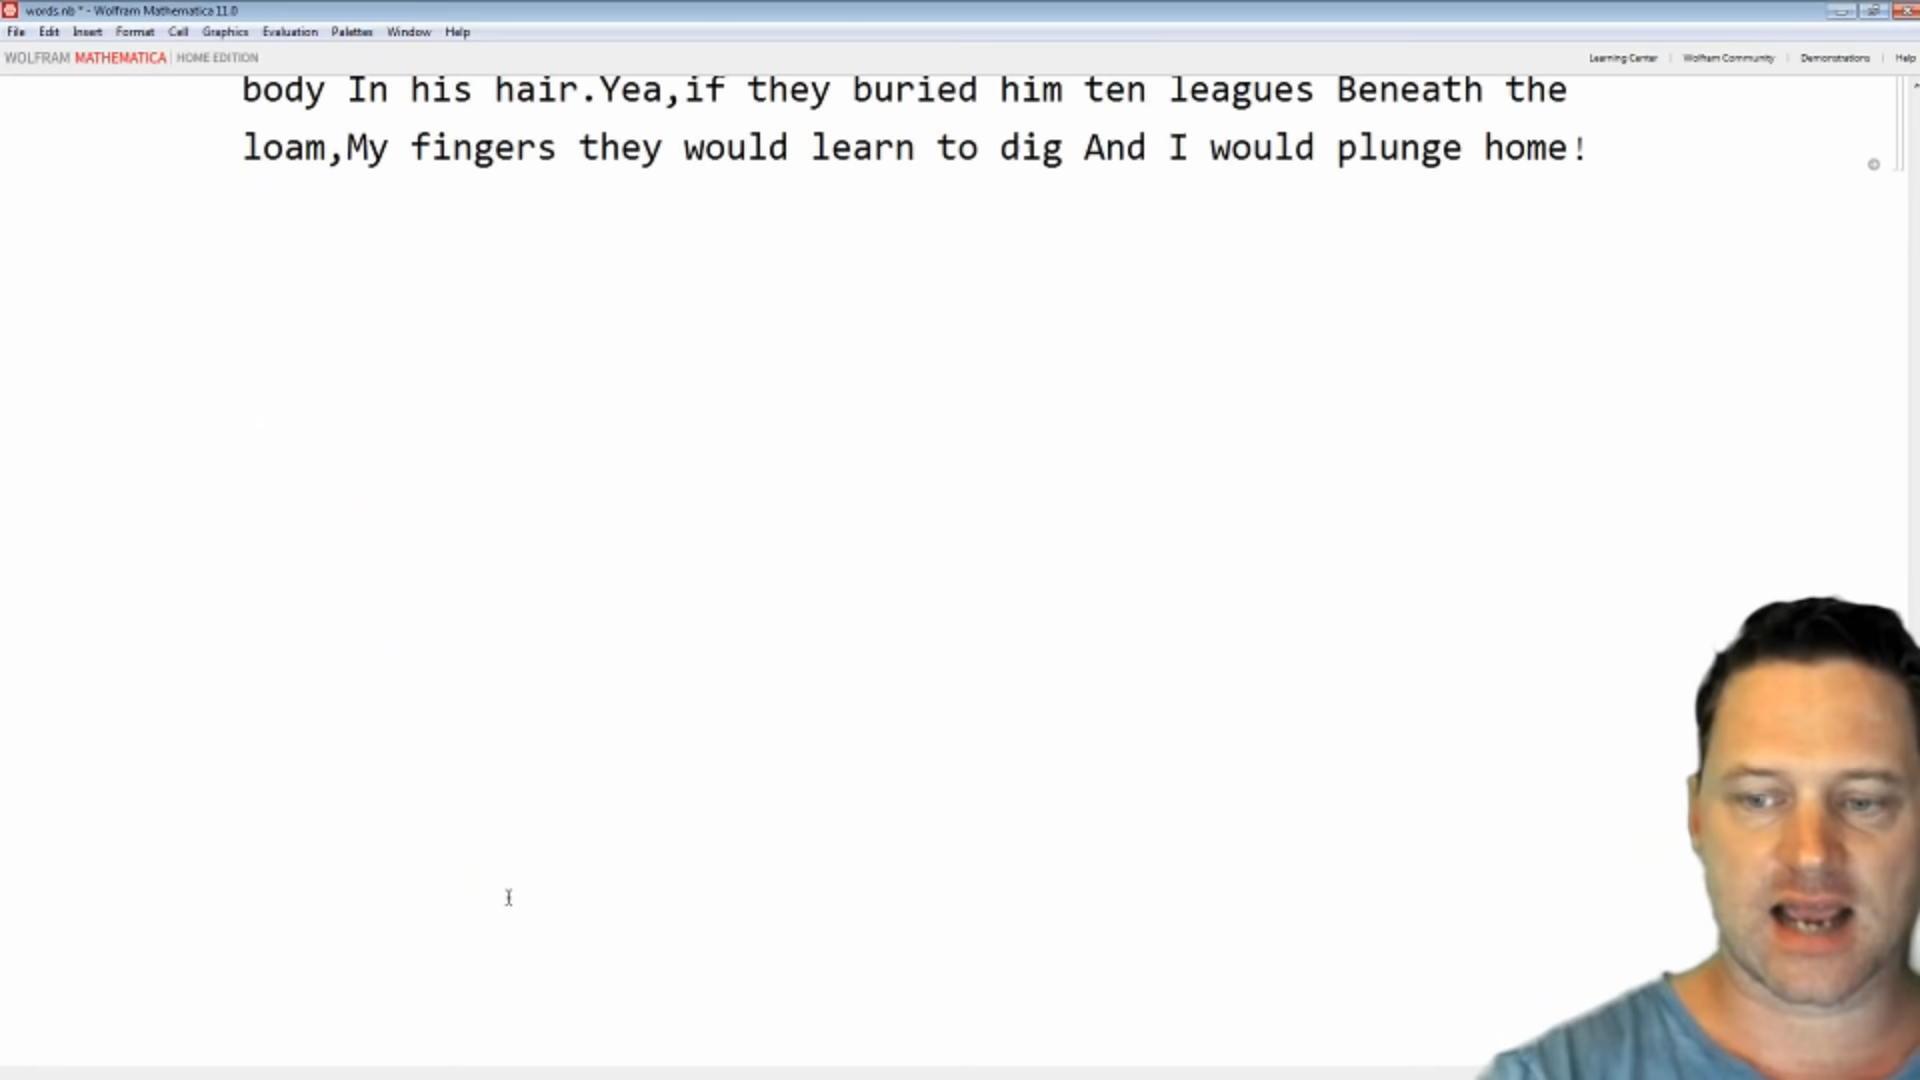 words.nb * - Wolfram Mathematica 11.0
File Edit Insert Format Cell Graphics Evaluation Palettes Window Help
WOLFRAM MATHEMATICA | HOME EDITION Learning Center | Wolfram Community | Demonstrations | Help
body In his hair.Yea,if they buried him ten leagues Beneath the
loam,My fingers they would learn to dig And I would plunge home!